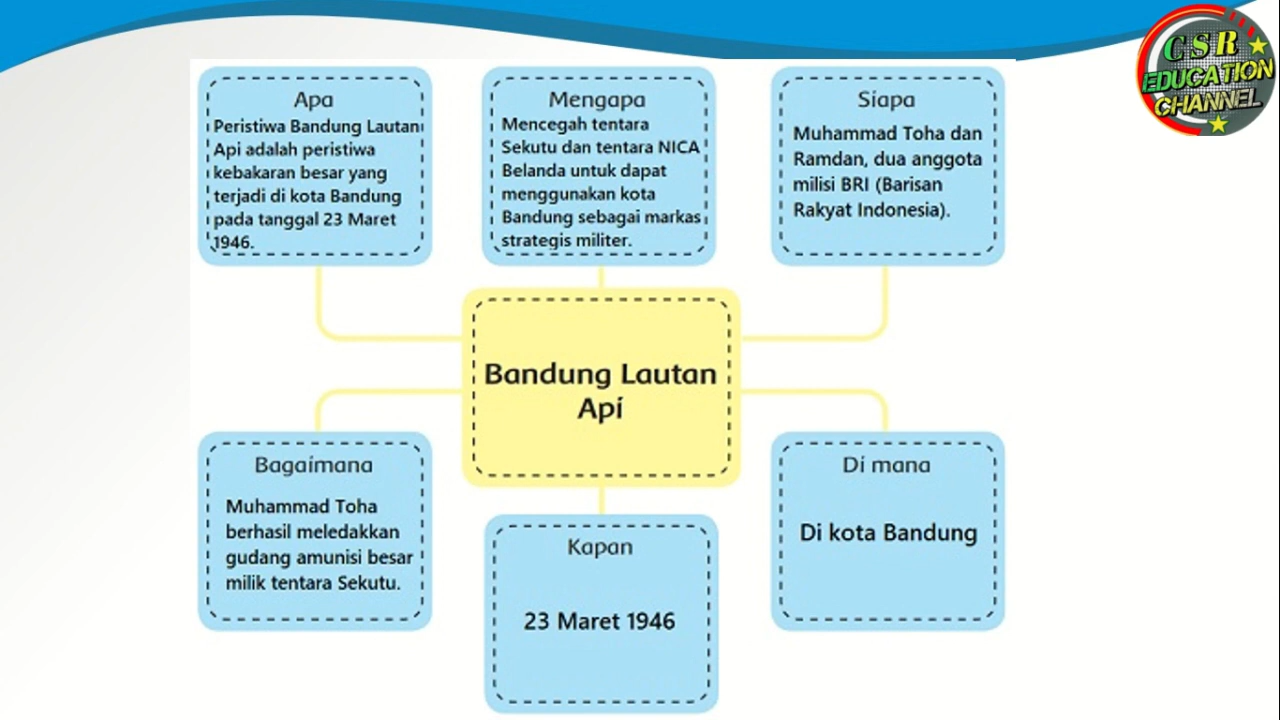 CSR
EDUCATION
CHANNEL
Apa
Peristiwa Bandung Lautan
Api adalah peristiwa
kebakaran besar yang
terjadi di kota Bandung
pada tanggal 23 Maret
1946.
Mengapa
Mencegah tentara
Sekutu dan tentara NICA
Belanda untuk dapat
menggunakan kota
Bandung sebagai markas
strategis militer.
Siapa
Muhammad Toha dan
Ramdan, dua anggota
milisi BRI (Barisan
Rakyat Indonesia).
Bandung Lautan
Api
Bagaimana
Muhammad Toha
berhasil meledakkan
gudang amunisi besar
milik tentara Sekutu.
Kapan
23 Maret 1946
Di mana
Di kota Bandung